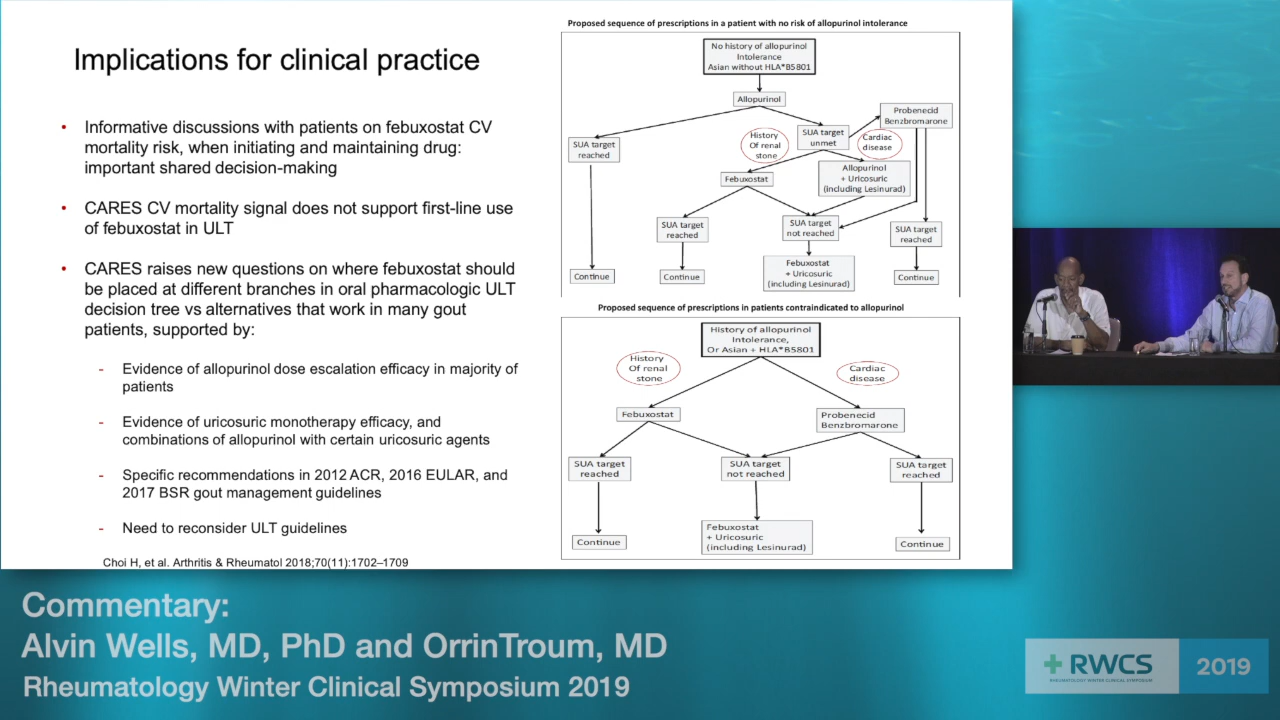 Implications for clinical practice
• Informative discussions with patients on febuxostat CV
mortality risk, when initiating and maintaining drug:
important shared decision-making
• CARES CV mortality signal does not support first-line use
of febuxostat in ULT
• CARES raises new questions on where febuxostat should
be placed at different branches in oral pharmacologic ULT
decision tree vs alternatives that work in many gout
patients, supported by:
- Evidence of allopurinol dose escalation efficacy in majority of
patients
- Evidence of uricosuric monotherapy efficacy, and
combinations of allopurinol with certain uricosuric agents
- Specific recommendations in 2012 ACR, 2016 EULAR, and
2017 BSR gout management guidelines
- Need to reconsider ULT guidelines
Choi H, et al. Arthritis & Rheumatol 2018;70(11):1702–1709
Proposed sequence of prescriptions in a patient with no risk of allopurinol intolerance
No history of allopurinol
Intolerance
Asian without HLA*B5801
Allopurinol
Probenecid
Benzbromarone
SUA target
reached
History
Of renal
stone
SUA target
unmet
Cardiac
disease
Febuxostat
Allopurinol
+ Uricosuric
(including Lesinurad)
SUA target
reached
SUA target
not reached
SUA target
reached
Continue
Continue
Febuxostat
+ Uricosuric
(including Lesinurad)
Continue
Proposed sequence of prescriptions in patients contraindicated to allopurinol
History of allopurinol
Intolerance,
Or Asian + HLA*B5801
History
Of renal
stone
Cardiac
disease
Febuxostat
Probenecid
Benzbromarone
SUA target
reached
SUA target
not reached
SUA target
reached
Continue
Febuxostat
+ Uricosuric
(including Lesinurad)
Continue
Commentary:
Alvin Wells, MD, PhD and OrrinTroum, MD
Rheumatology Winter Clinical Symposium 2019
RWCS
RHEUMATOLOGY WINTER CLINICAL SYMPOSIUM
2019